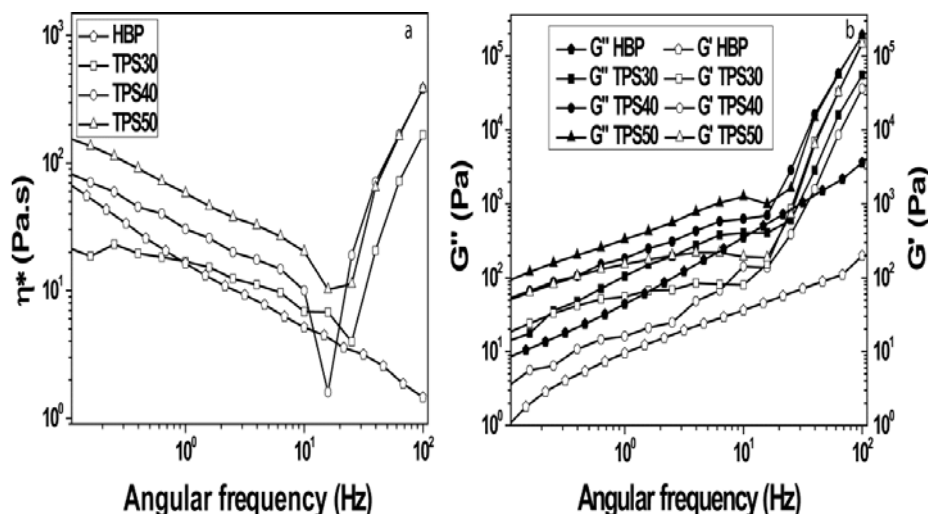 a
HBP
TPS30
TPS40
TPS50
10³
10²
10¹
10⁰
η* (Pa.s)
10⁰ 10¹ 10²
Angular frequency (Hz)
b
G'' HBP G' HBP
G'' TPS30 G' TPS30
G'' TPS40 G' TPS40
G'' TPS50 G' TPS50
10⁵ 10⁵
10⁴ 10⁴
10³ 10³
10² 10²
10¹ 10¹
10⁰ 10⁰
G'' (Pa)
G' (Pa)
10⁰ 10¹ 10²
Angular frequency (Hz)